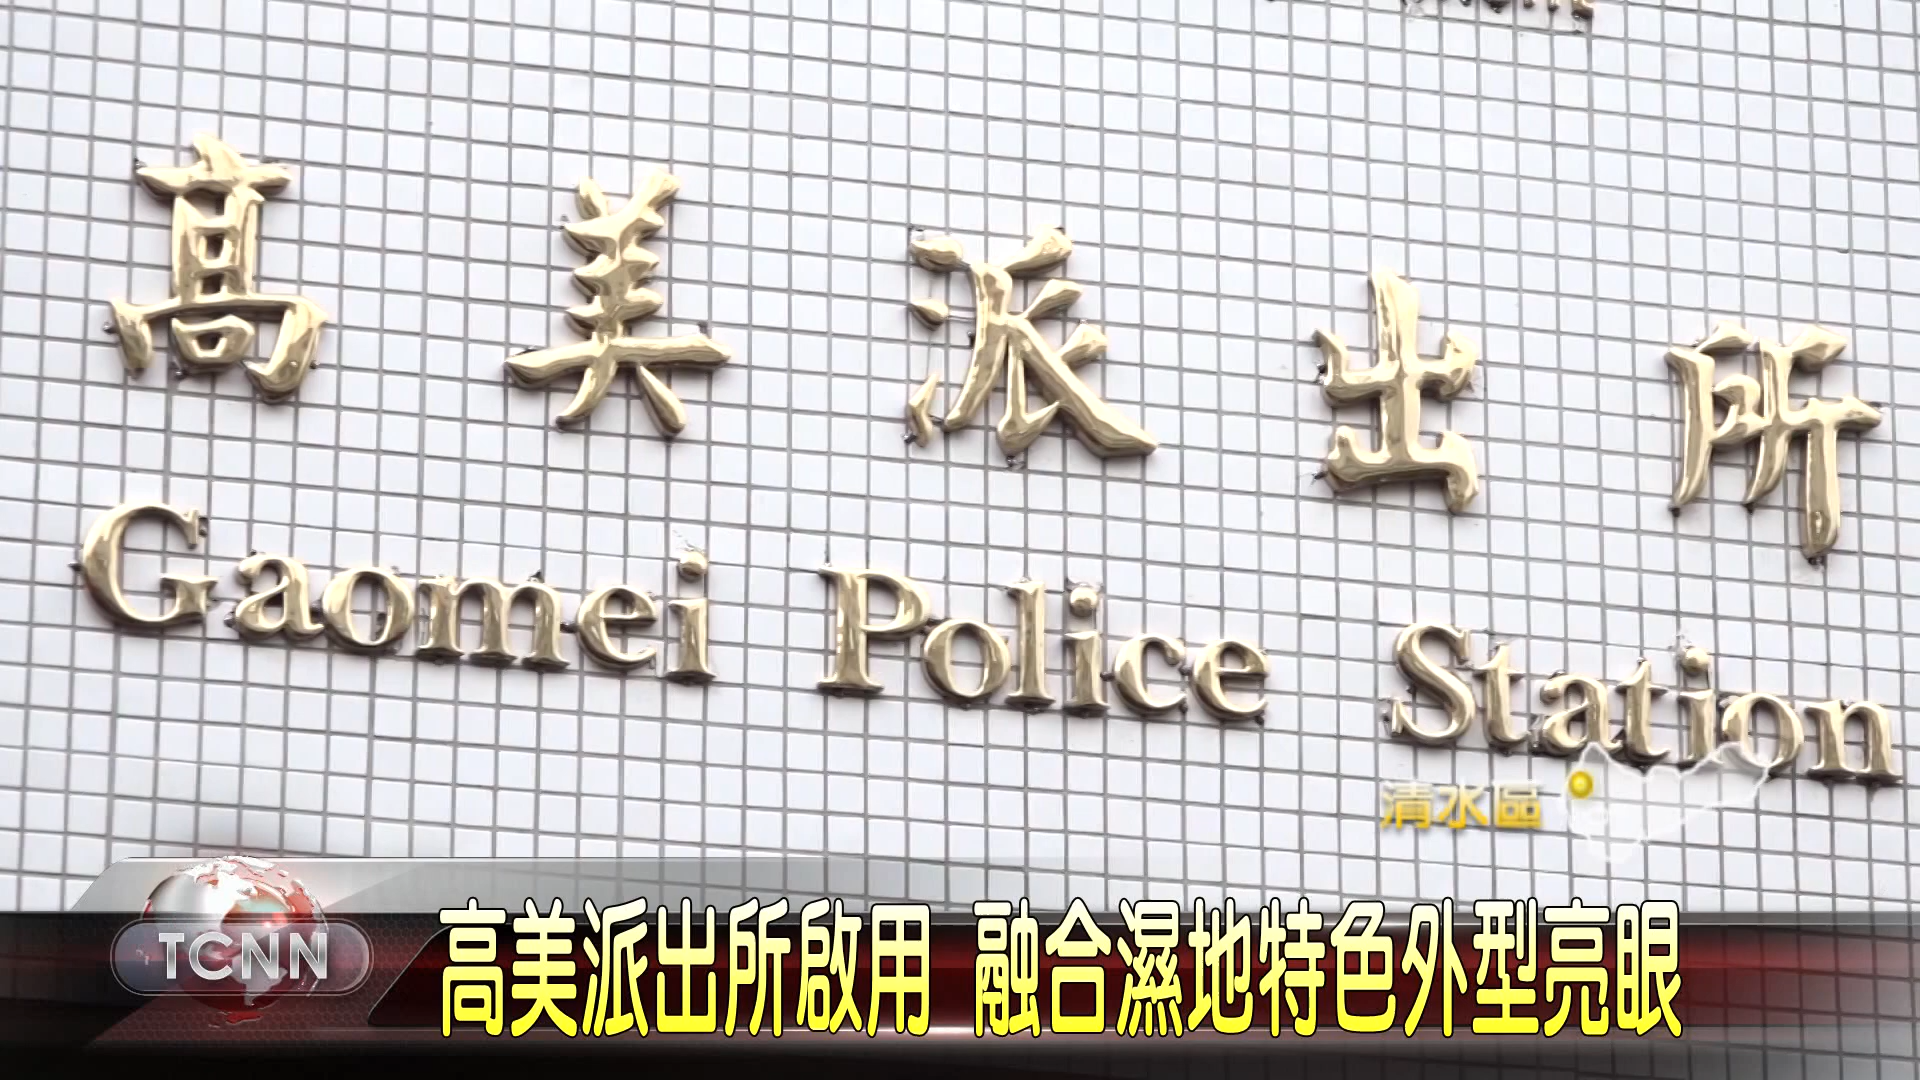 高美派出所
Gaomei Police Station
清水區
TCNN
高美派出所啟用 融合濕地特色外型亮眼